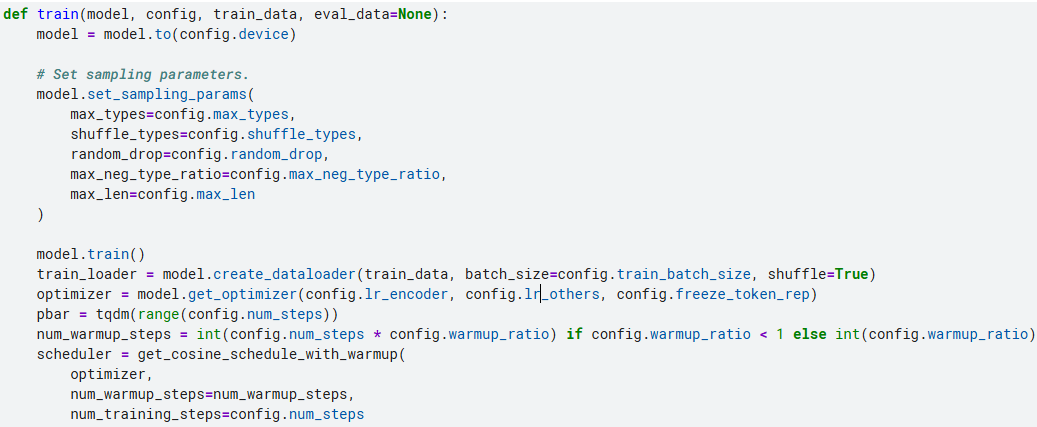 def train(model, config, train_data, eval_data=None):
    model = model.to(config.device)

    # Set sampling parameters.
    model.set_sampling_params(
        max_types=config.max_types,
        shuffle_types=config.shuffle_types,
        random_drop=config.random_drop,
        max_neg_type_ratio=config.max_neg_type_ratio,
        max_len=config.max_len
    )

    model.train()
    train_loader = model.create_dataloader(train_data, batch_size=config.train_batch_size, shuffle=True)
    optimizer = model.get_optimizer(config.lr_encoder, config.lr_others, config.freeze_token_rep)
    pbar = tqdm(range(config.num_steps))
    num_warmup_steps = int(config.num_steps * config.warmup_ratio) if config.warmup_ratio < 1 else int(config.warmup_ratio)
    scheduler = get_cosine_schedule_with_warmup(
        optimizer,
        num_warmup_steps=num_warmup_steps,
        num_training_steps=config.num_steps